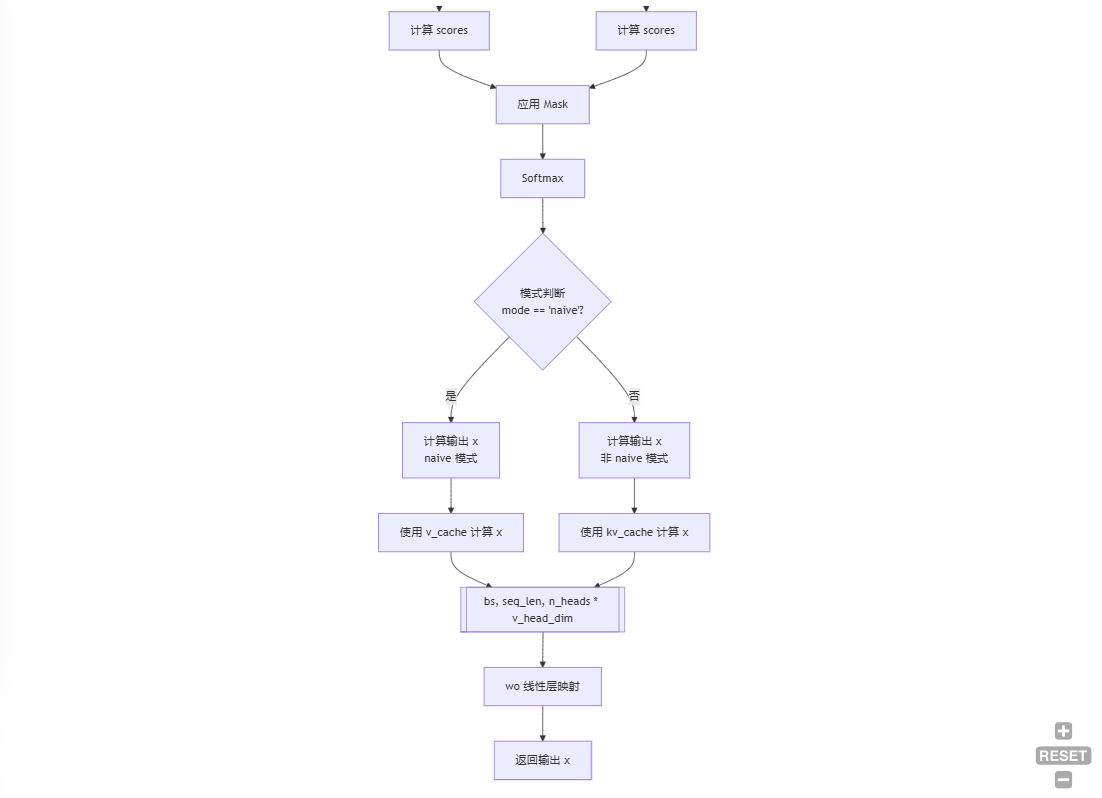 计算 scores
计算 scores
应用 Mask
Softmax
模式判断
mode == 'naive'?
是
否
计算输出 x
naive 模式
计算输出 x
非 naive 模式
使用 v_cache 计算 x
使用 kv_cache 计算 x
bs, seq_len, n_heads *
v_head_dim
wo 线性层映射
返回输出 x
RESET